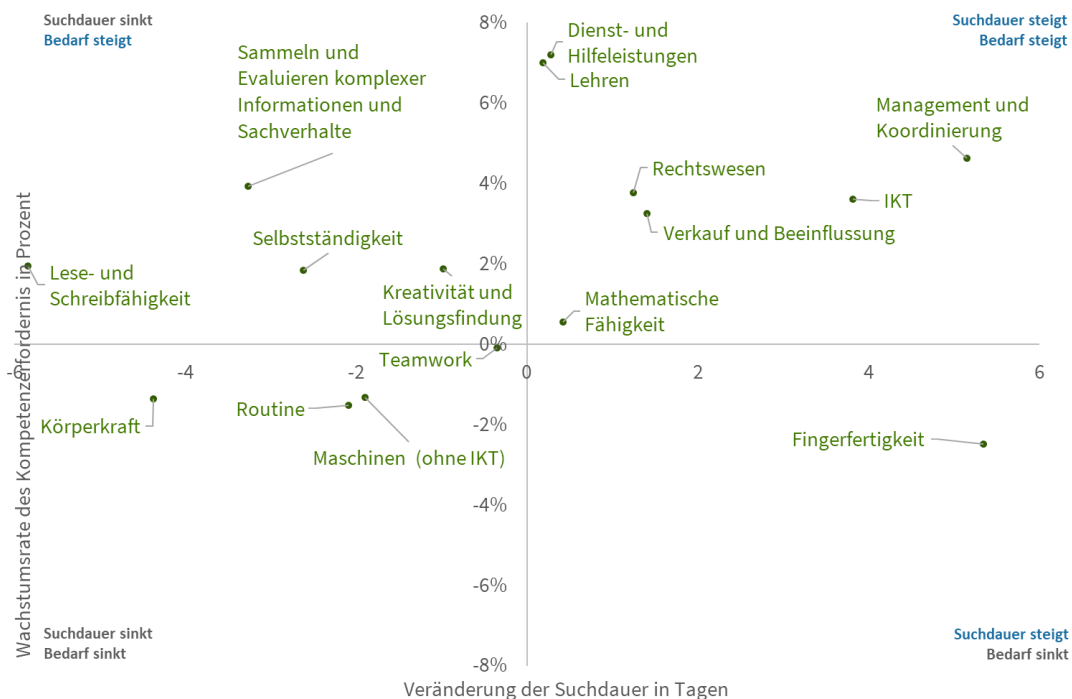 Suchdauer sinkt
Bedarf steigt
8%
Dienst- und
Hilfeleistungen
Lehren
Suchdauer steigt
Bedarf steigt
Sammeln und
Evaluieren komplexer
Informationen und
Sachverhalte
6%
Management und
Koordinierung
4%
Rechtswesen
IKT
Verkauf und Beeinflussung
Selbstständigkeit
2%
Lese- und
Schreibfähigkeit
Kreativität und
Lösungsfindung
Mathematische
Fähigkeit
0%
Teamwork
-6
-4
-2
0
2
4
6
Körperkraft
Routine
-2%
Maschinen (ohne IKT)
Fingerfertigkeit
-4%
-6%
-8%
Wachstumsrate des Kompetenzerfordernis in Prozent
Suchdauer sinkt
Bedarf sinkt
Suchdauer steigt
Bedarf sinkt
Veränderung der Suchdauer in Tagen